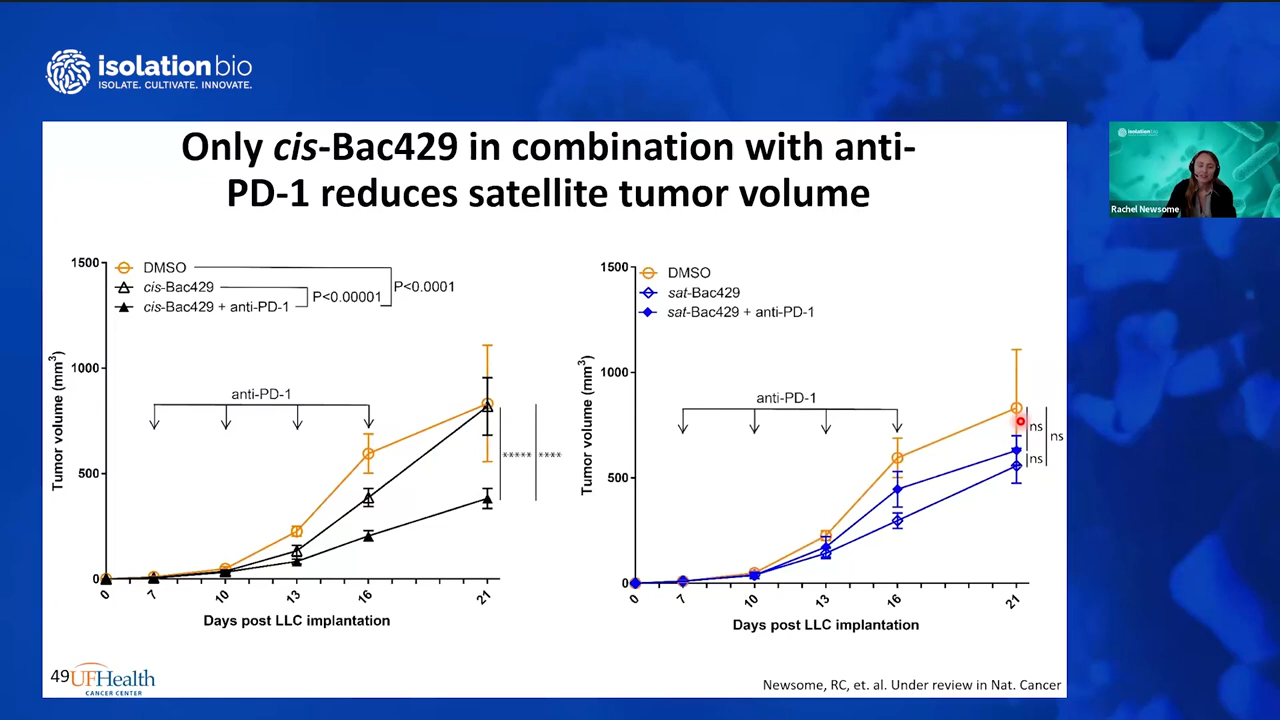 isolation bio
ISOLATE. CULTIVATE. INNOVATE.
Only cis-Bac429 in combination with anti-
PD-1 reduces satellite tumor volume
isolation bio
Rachel Newsome
DMSO
cis-Bac429
cis-Bac429 + anti-PD-1
P<0.00001
P<0.0001
1500
1000
500
0
Tumor volume (mm3)
anti-PD-1
*****
****
0
7
10
13
16
21
Days post LLC implantation
DMSO
sat-Bac429
sat-Bac429 + anti-PD-1
1500
1000
500
0
Tumor volume (mm3)
anti-PD-1
ns
ns
ns
0
7
10
13
16
21
Days post LLC implantation
49
UFHealth
CANCER CENTER
Newsome, RC, et. al. Under review in Nat. Cancer